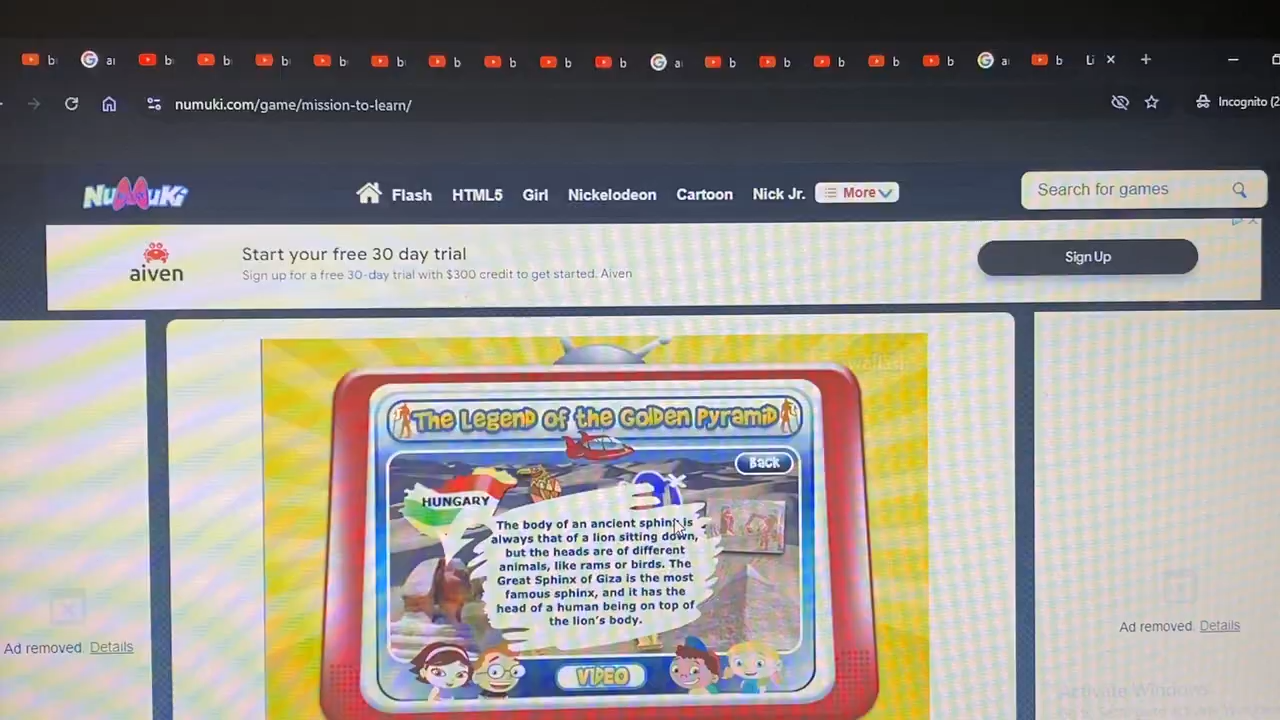 b
ai
b
b
b
b
b
b
b
b
b
a
b
b
b
b
b
a
b
Li
numuki.com/game/mission-to-learn/
Incognito (2
NuMuKi
Flash HTML5 Girl Nickelodeon Cartoon Nick Jr. More
Search for games
aiven
Start your free 30 day trial
Sign up for a free 30-day trial with $300 credit to get started. Aiven
Sign Up
The Legend of the Golden Pyramid
Back
HUNGARY
The body of an ancient sphinx is
always that of a lion sitting down,
but the heads are of different
animals, like rams or birds. The
Great Sphinx of Giza is the most
famous sphinx, and it has the
head of a human being on top of
the lion's body.
VIDEO
Ad removed. Details
Ad removed. Details
Activate Windows